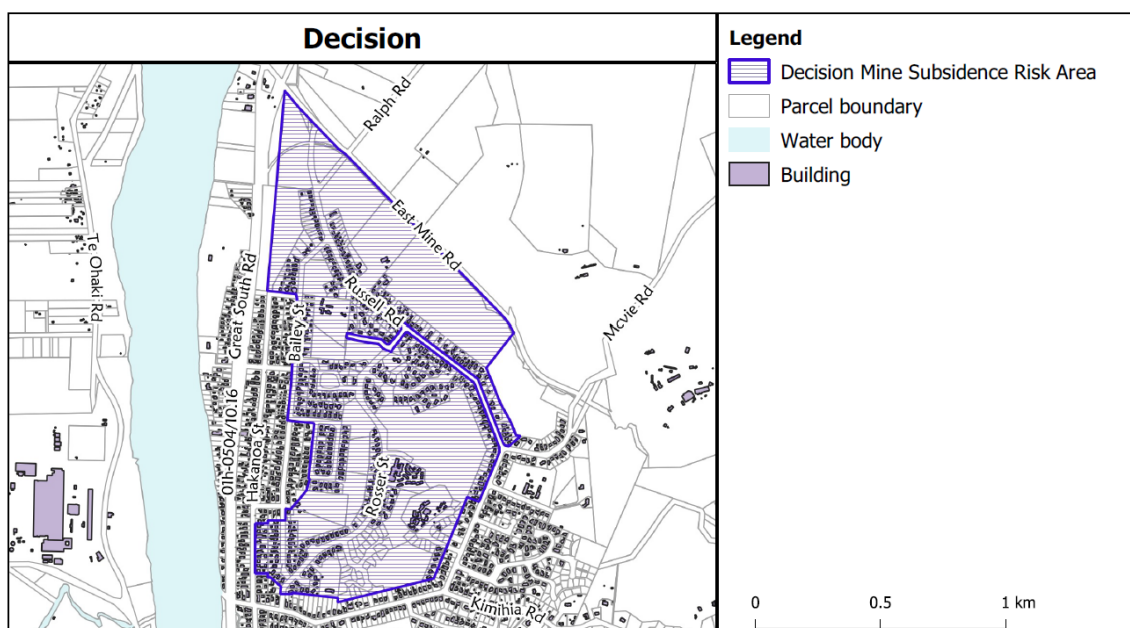 Decision
Legend
Decision Mine Subsidence Risk Area
Parcel boundary
Water body
Building
Ralph Rd
East Mine Rd
Te Ohaki Rd
Great South Rd
Russell Rd
Bailey St
Mcvie Rd
01h-0504/10.16
Hakanoa St
Rosser St
Kimihia Rd
0 0.5 1 km